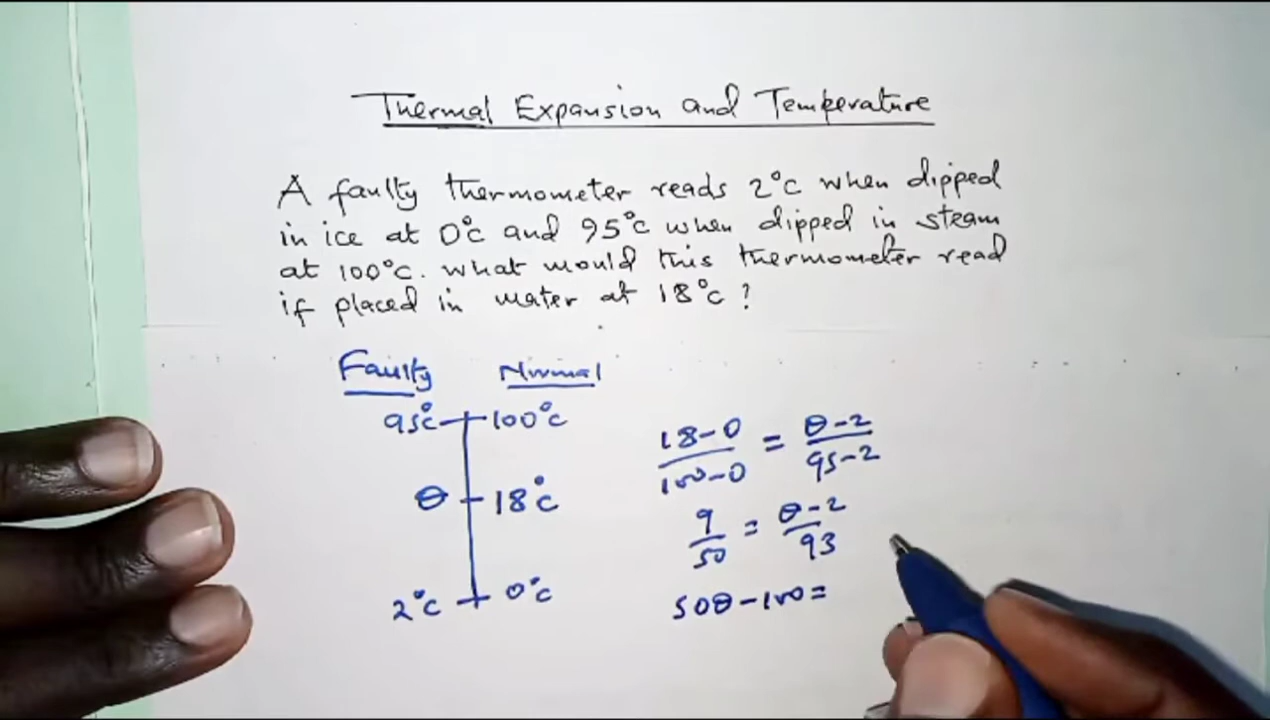 Thermal Expansion and Temperature
A faulty thermometer reads 2°C when dipped
in ice at 0°C and 95°C when dipped in steam
at 100°C. What would this thermometer read
if placed in water at 18°C?
Faulty Normal
95°C 100°C
θ 18°C
2°C 0°C
18-0/100-0 = θ-2/95-2
9/50 = θ-2/93
50θ-100=